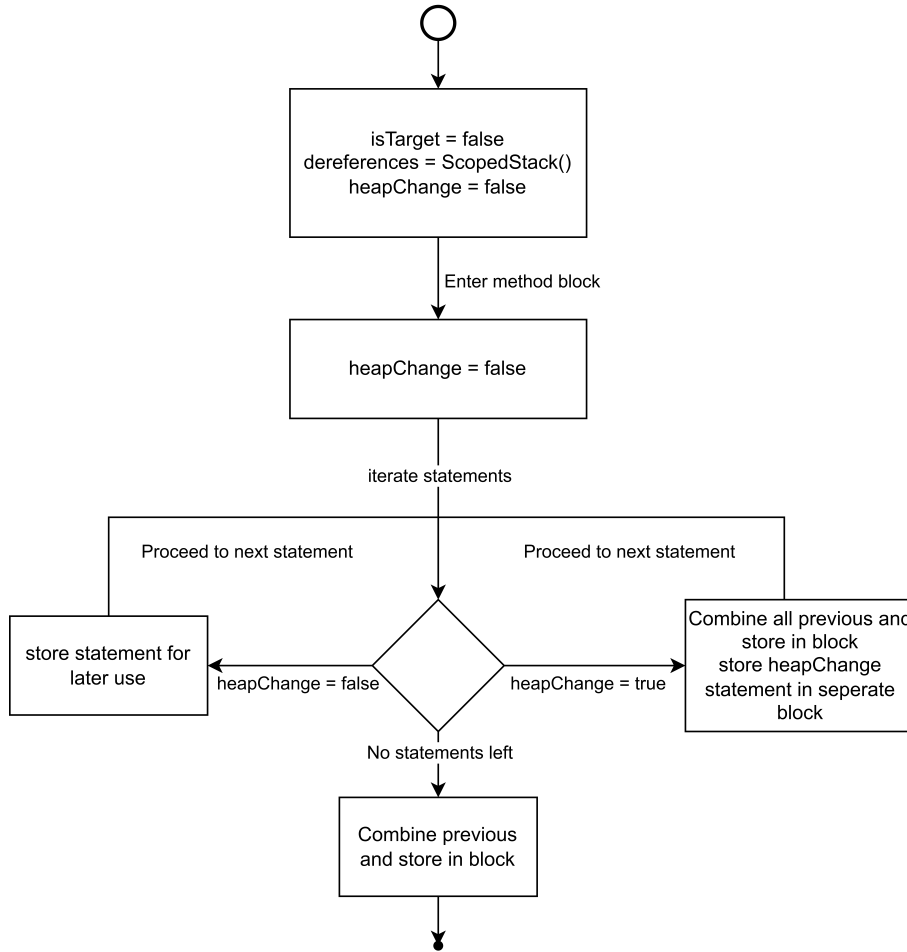 isTarget = false
dereferences = ScopedStack()
heapChange = false
Enter method block
heapChange = false
iterate statements
Proceed to next statement
Proceed to next statement
store statement for
later use
heapChange = false
heapChange = true
Combine all previous and
store in block
store heapChange
statement in seperate
block
No statements left
Combine previous
and store in block